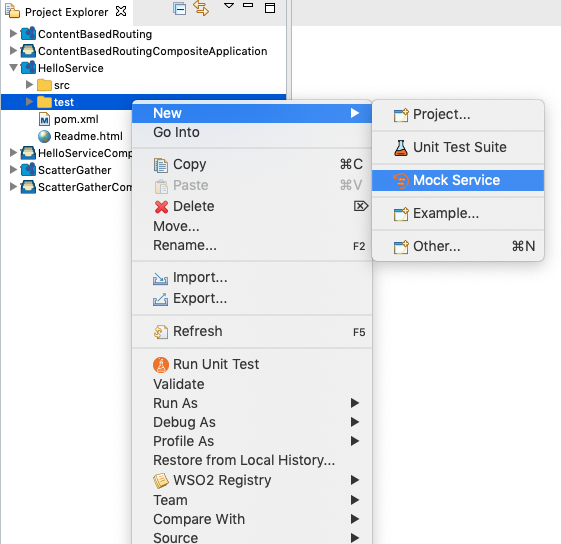 Project Explorer
ContentBasedRouting
ContentBasedRoutingCompositeApplication
HelloService
src
test
pom.xml
Readme.html
HelloServiceComp
ScatterGather
ScatterGatherCom
New
Go Into
Copy ⌘C
Paste ⌘V
Delete ⌦
Move...
Rename... F2
Import...
Export...
Refresh F5
Run Unit Test
Validate
Run As
Debug As
Profile As
Restore from Local History...
WSO2 Registry
Team
Compare With
Source
Project...
Unit Test Suite
Mock Service
Example...
Other... ⌘N